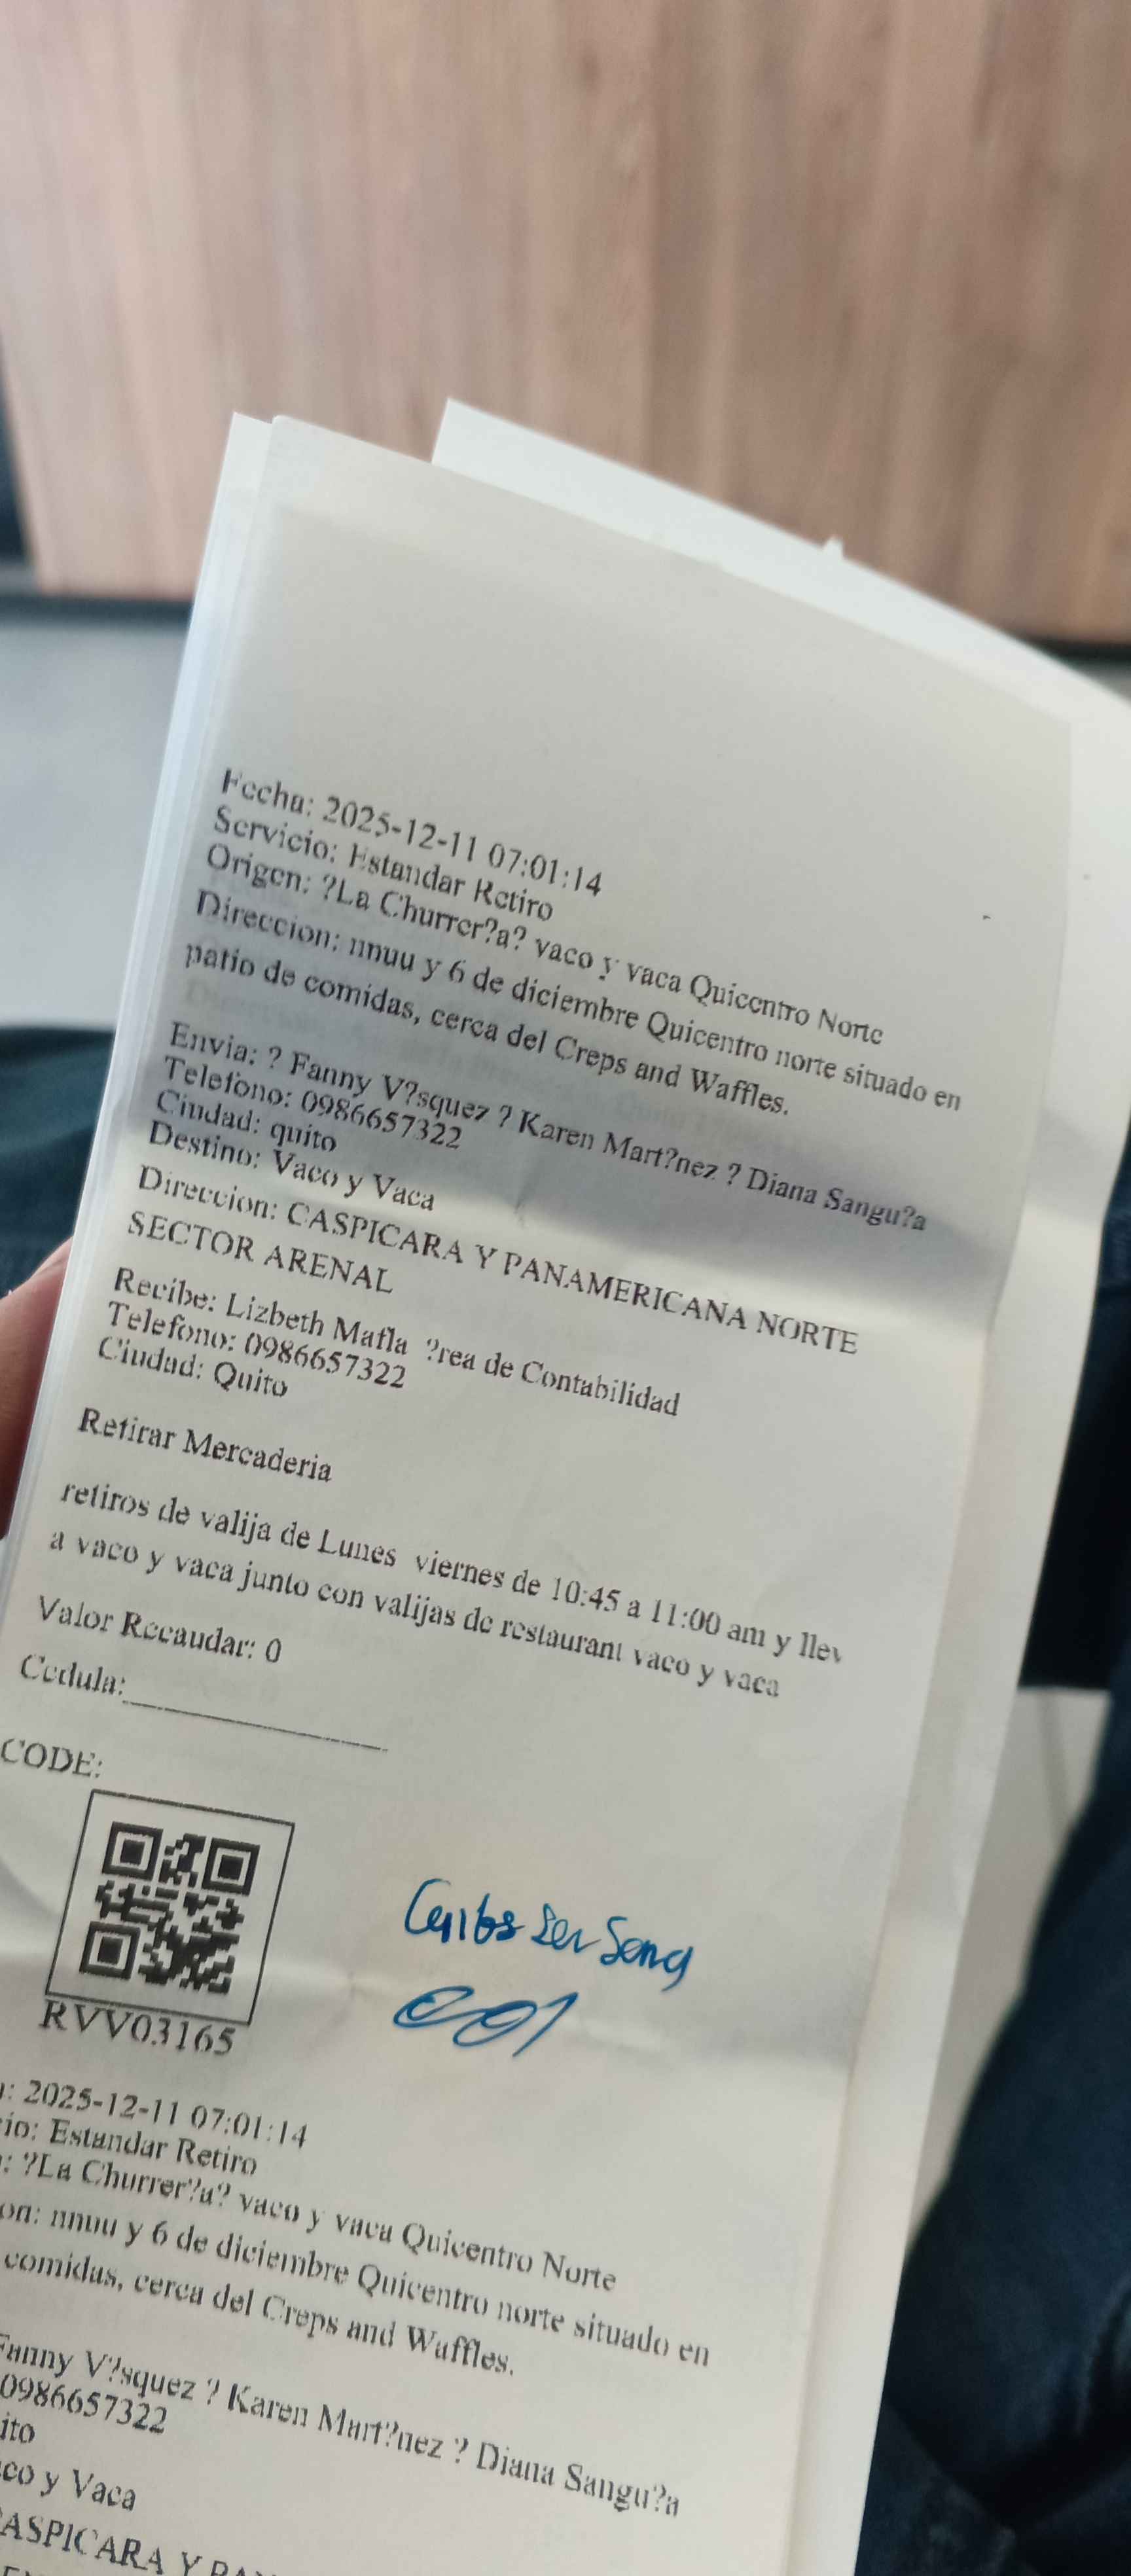 Fecha: 2025-12-11 07:01:14
Servicio: Estandar Retiro
Origen: ?La Churrer?a? vaco y vaca Quicentro Norte
Direccion: nnuu y 6 de diciembre Quicentro norte situado en
patio de comidas, cerca del Creps and Waffles.
Envia: ? Fanny V?squez ? Karen Mart?nez ? Diana Sangu?a
Telefono: 0986657322
Ciudad: quito
Destino: Vaco y Vaca
Direccion: CASPICARA Y PANAMERICANA NORTE
SECTOR ARENAL
Recibe: Lizbeth Mafla ?rea de Contabilidad
Telefono: 0986657322
Ciudad: Quito
Retirar Mercaderia
retiros de valija de Lunes viernes de 10:45 a 11:00 am y llev
a vaco y vaca junto con valijas de restaurant vaco y vaca
Valor Recaudar: 0
Cedula:
CODE:
Carlos
RVV03165
: 2025-12-11 07:01:14
cio: Estandar Retiro
: ?La Churrer?a? vaco y vaca Quicentro Norte
on: nnuu y 6 de diciembre Quicentro norte situado en
comidas, cerca del Creps and Waffles.
Fanny V?squez ? Karen Mart?nez ? Diana Sangu?a
0986657322
ito
co y Vaca
CASPICARA Y PAN